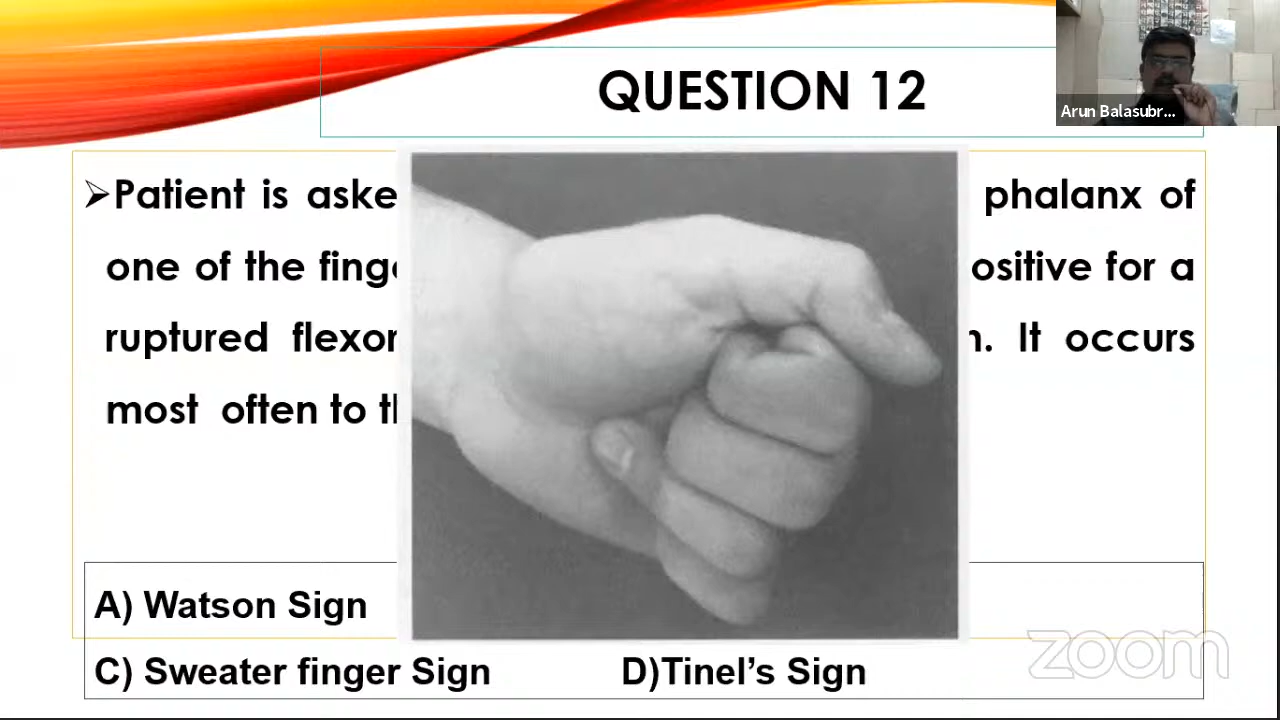 QUESTION 12
Arun Balasubr...
➢Patient is aske phalanx of
one of the fing ositive for a
ruptured flexor n. It occurs
most often to th
A) Watson Sign
C) Sweater finger Sign D)Tinel’s Sign
zoom